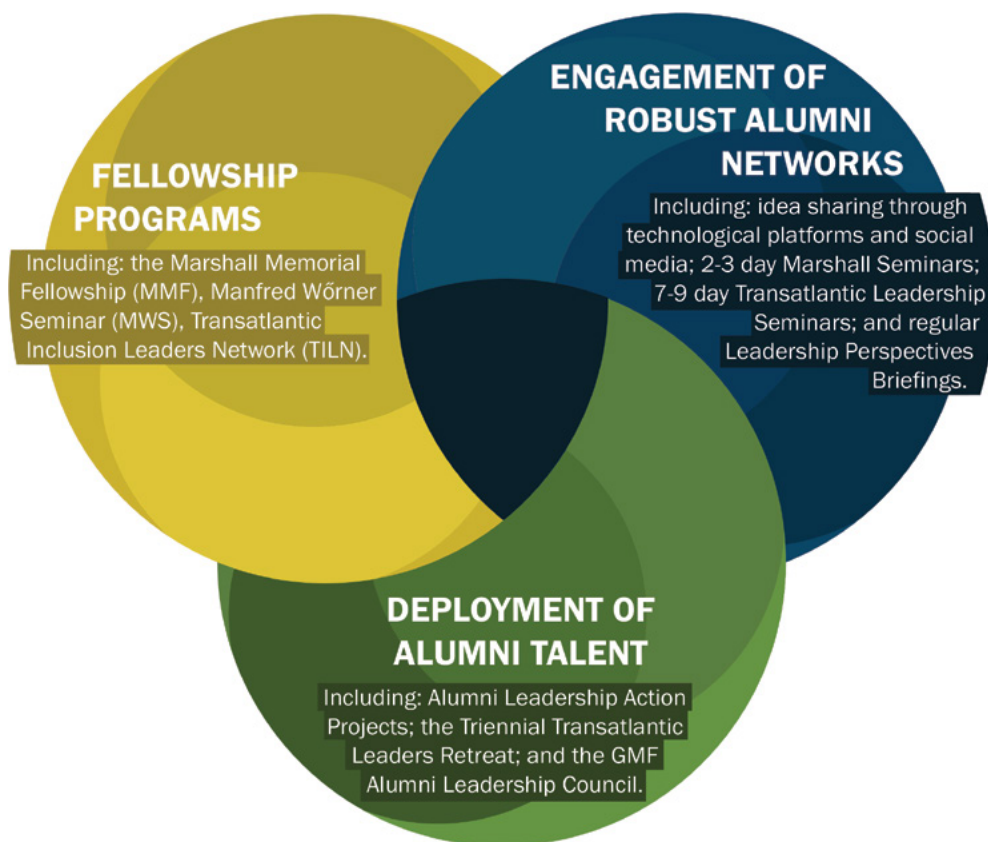 FELLOWSHIP
PROGRAMS
Including: the Marshall Memorial
Fellowship (MMF), Manfred Wőrner
Seminar (MWS), Transatlantic
Inclusion Leaders Network (TILN).
ENGAGEMENT OF
ROBUST ALUMNI
NETWORKS
Including: idea sharing through
technological platforms and social
media; 2-3 day Marshall Seminars;
7-9 day Transatlantic Leadership
Seminars; and regular
Leadership Perspectives
Briefings.
DEPLOYMENT OF
ALUMNI TALENT
Including: Alumni Leadership Action
Projects; the Triennial Transatlantic
Leaders Retreat; and the GMF
Alumni Leadership Council.